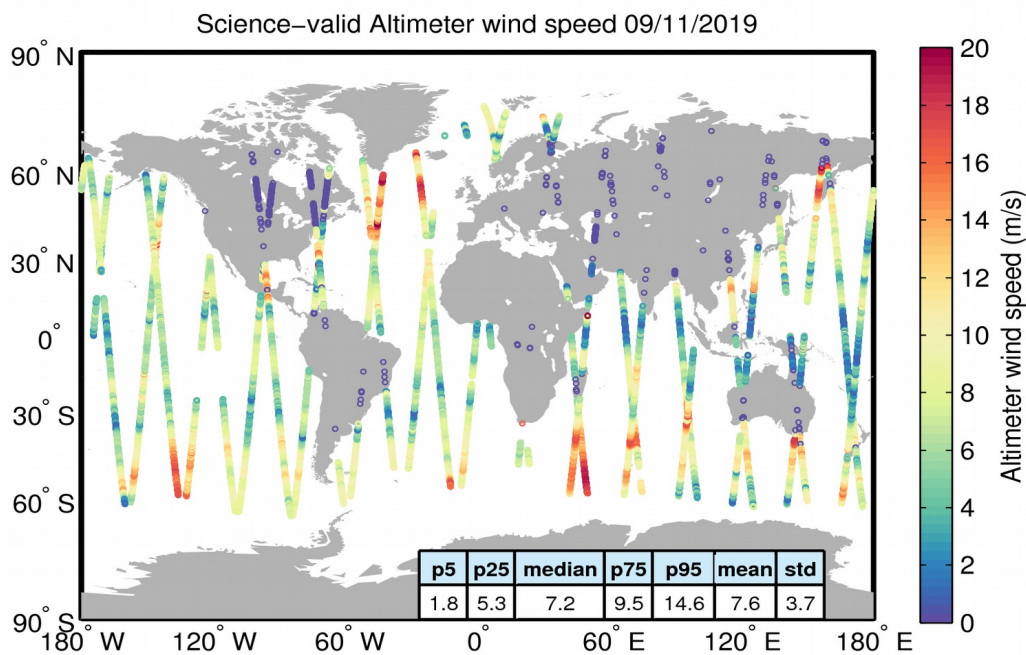 Science−valid Altimeter wind speed 09/11/2019
90° N
60° N
30° N
0°
30° S
60° S
90° S
180° W
120° W
60° W
0°
60° E
120° E
180° E
20
18
16
14
12
10
8
6
4
2
0
Altimeter wind speed (m/s)
p5 p25 median p75 p95 mean std
1.8 5.3 7.2 9.5 14.6 7.6 3.7